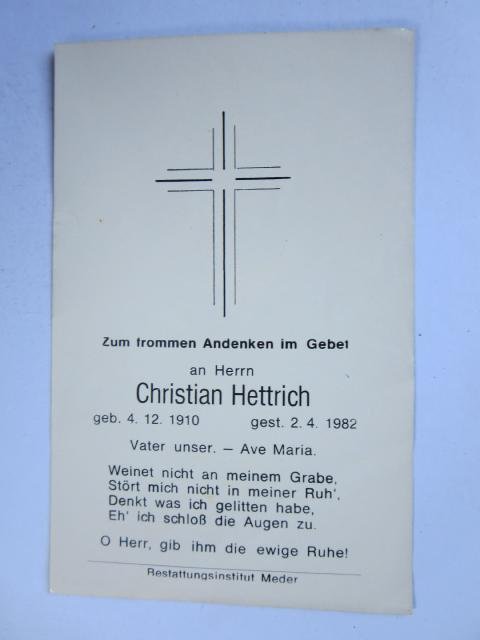 Zum frommen Andenken im Gebet
an Herrn
Christian Hettrich
geb. 4. 12. 1910 gest. 2. 4. 1982
Vater unser. – Ave Maria.
Weinet nicht an meinem Grabe,
Stört mich nicht in meiner Ruh',
Denkt was ich gelitten habe,
Eh' ich schloß die Augen zu.
O Herr, gib ihm die ewige Ruhe!
Bestattungsinstitut Meder